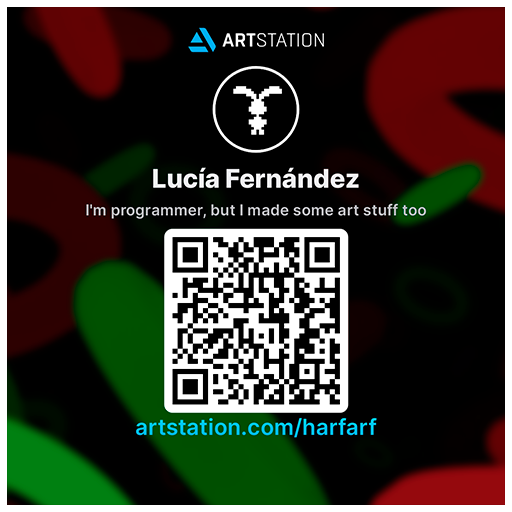 ARTSTATION
Lucía Fernández
I'm programmer, but I made some art stuff too
artstation.com/harfarf